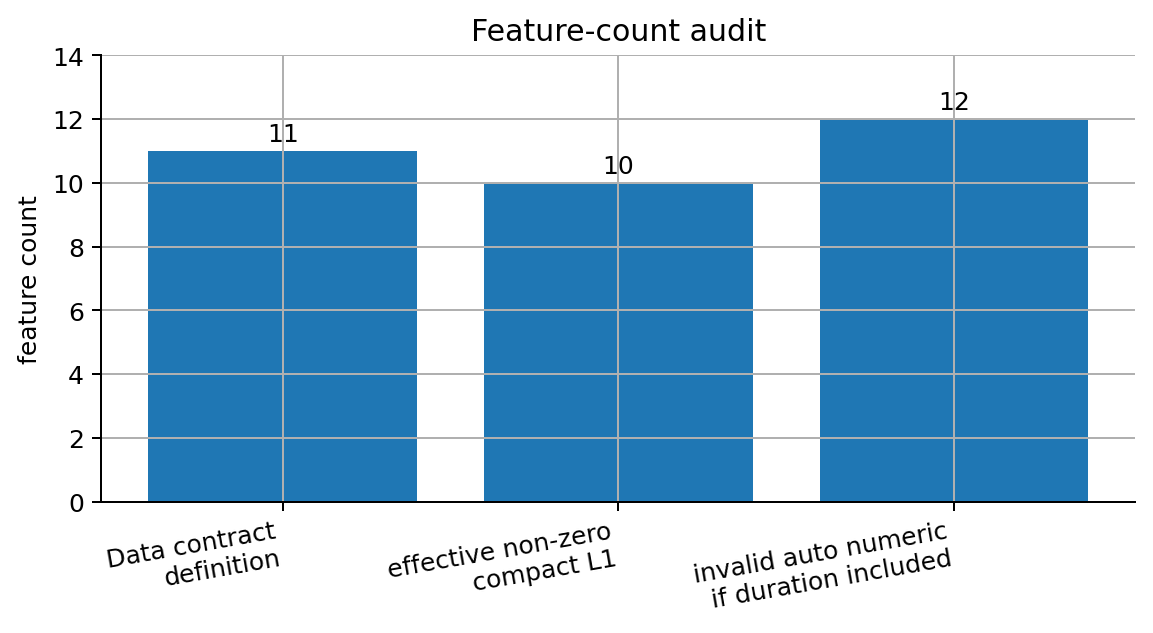 Feature-count audit
14
12
10
8
6
4
2
0
feature count
11
10
12
Data contract
definition
effective non-zero
compact L1
invalid auto numeric
if duration included